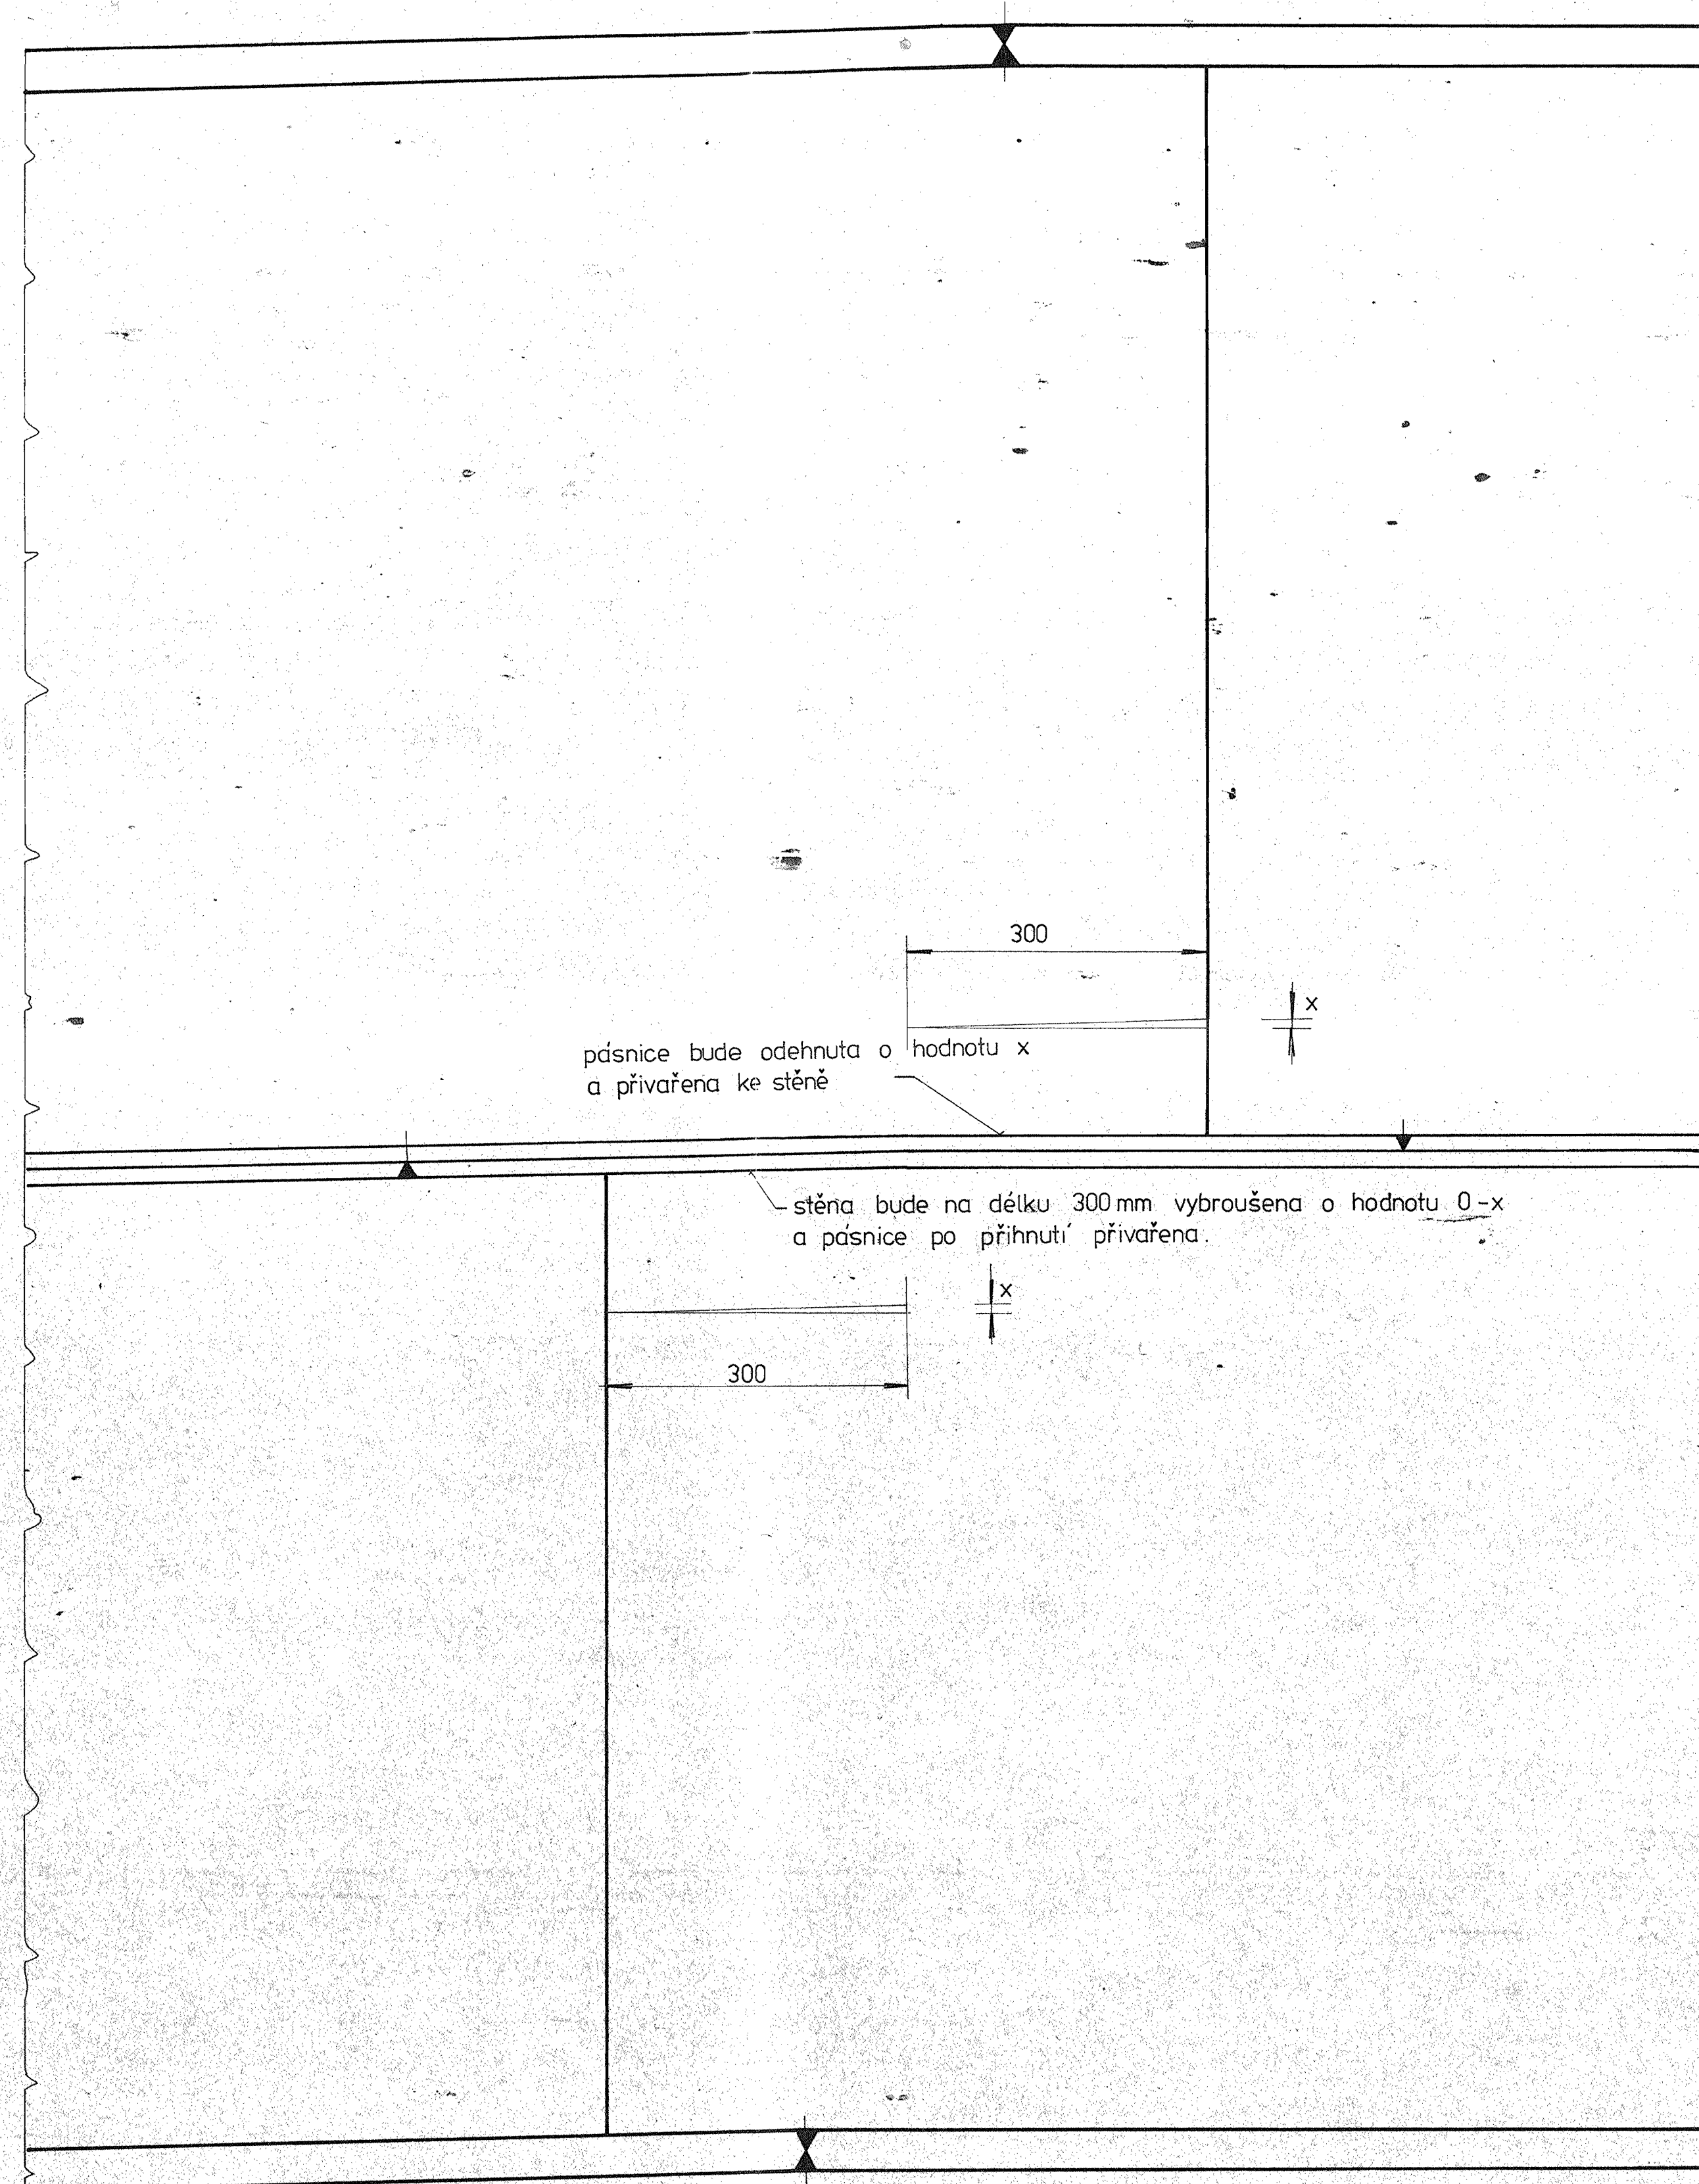 300
x
pásnice bude odehnuta o hodnotu x
a přivařena ke stěně
stěna bude na délku 300 mm vybroušena o hodnotu 0-x
a pásnice po přihnutí přivařena.
x
300